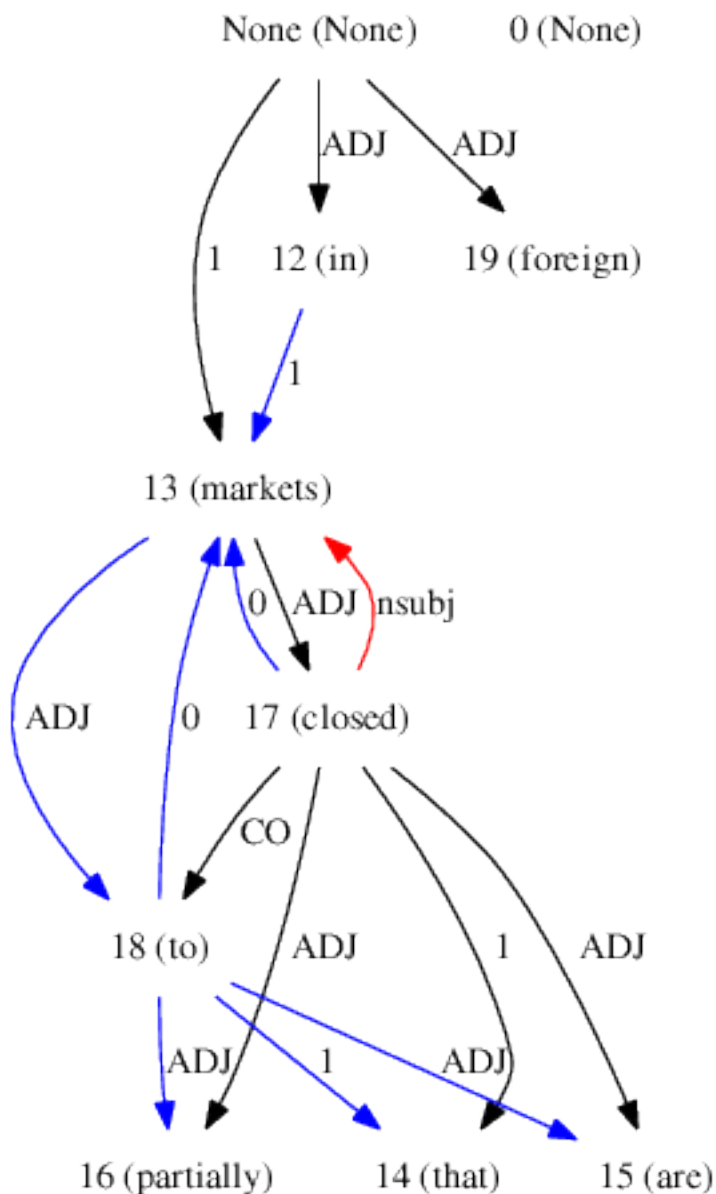 None (None) 0 (None)
ADJ ADJ
1 12 (in) 19 (foreign)
1
13 (markets)
0 ADJ nsubj
ADJ 0 17 (closed)
CO
18 (to) ADJ 1 ADJ
ADJ 1 ADJ
16 (partially) 14 (that) 15 (are)